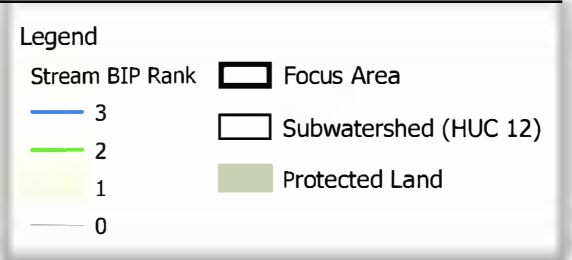 Legend
Stream BIP Rank
3
2
1
0
Focus Area
Subwatershed (HUC 12)
Protected Land